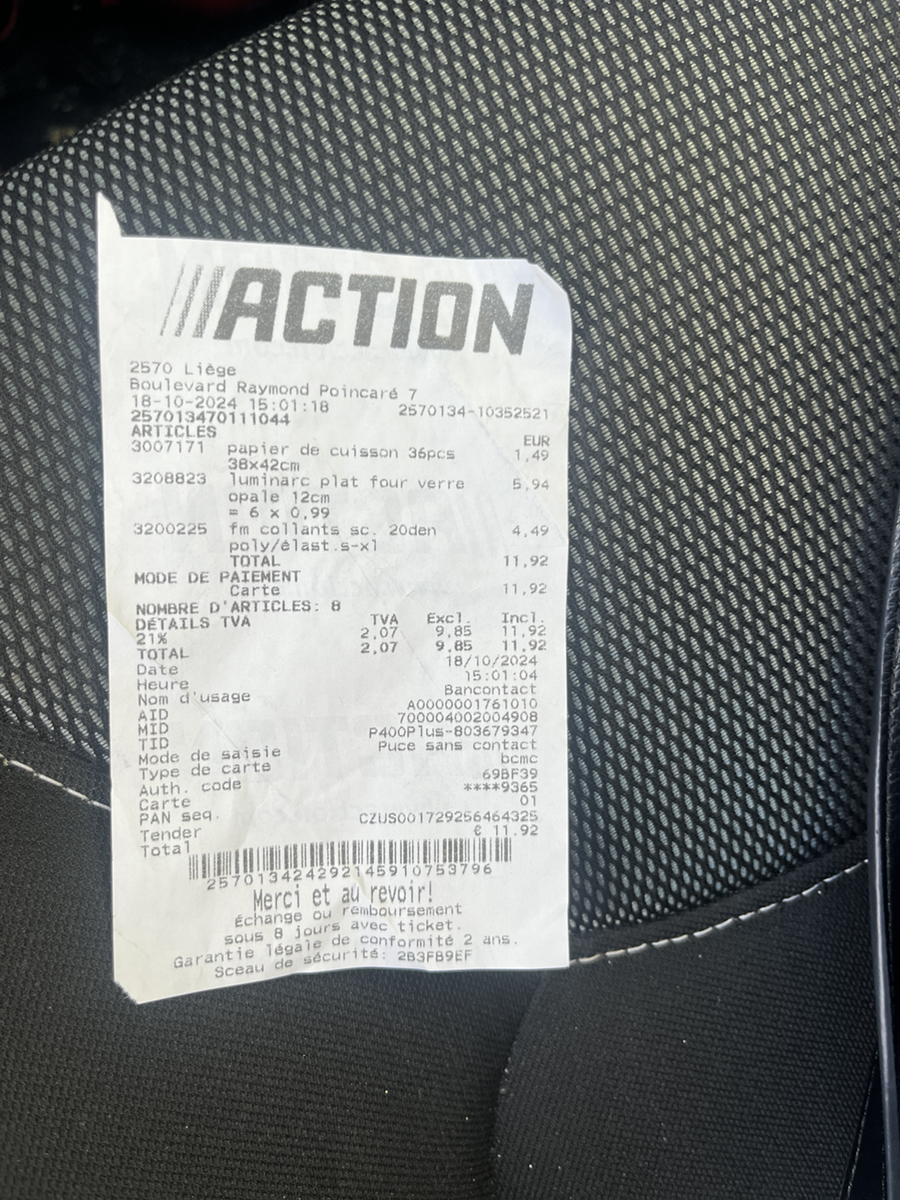 ACTION
2570 Liège
Boulevard Raymond Poincaré 7
18-10-2024 15:01:18 2570134-10352521
257013470111044
ARTICLES EUR
3007171 papier de cuisson 36pcs 1,49
38x42cm
3208823 luminarc plat four verre 5,94
opale 12cm
= 6 x 0,99
3200225 fm collants sc. 20den 4,49
poly/élast.s-xl
TOTAL 11,92
MODE DE PAIEMENT
Carte 11,92
NOMBRE D'ARTICLES: 8
DÉTAILS TVA TVA Excl. Incl.
21% 2,07 9,85 11,92
TOTAL 2,07 9,85 11,92
Date 18/10/2024
Heure 15:01:04
Nom d'usage Bancontact
AID A0000001761010
MID 700004002004908
TID P400Plus-803679347
Mode de saisie Puce sans contact
Type de carte bcmc
Auth. code 69BF39
Carte ****9365
PAN seq. 01
Tender CZUS001729256464325
Total € 11.92
257013424292145910753796
Merci et au revoir!
échange ou remboursement
sous 8 jours avec ticket.
Garantie légale de conformité 2 ans.
Sceau de sécurité: 2B3FB9EF